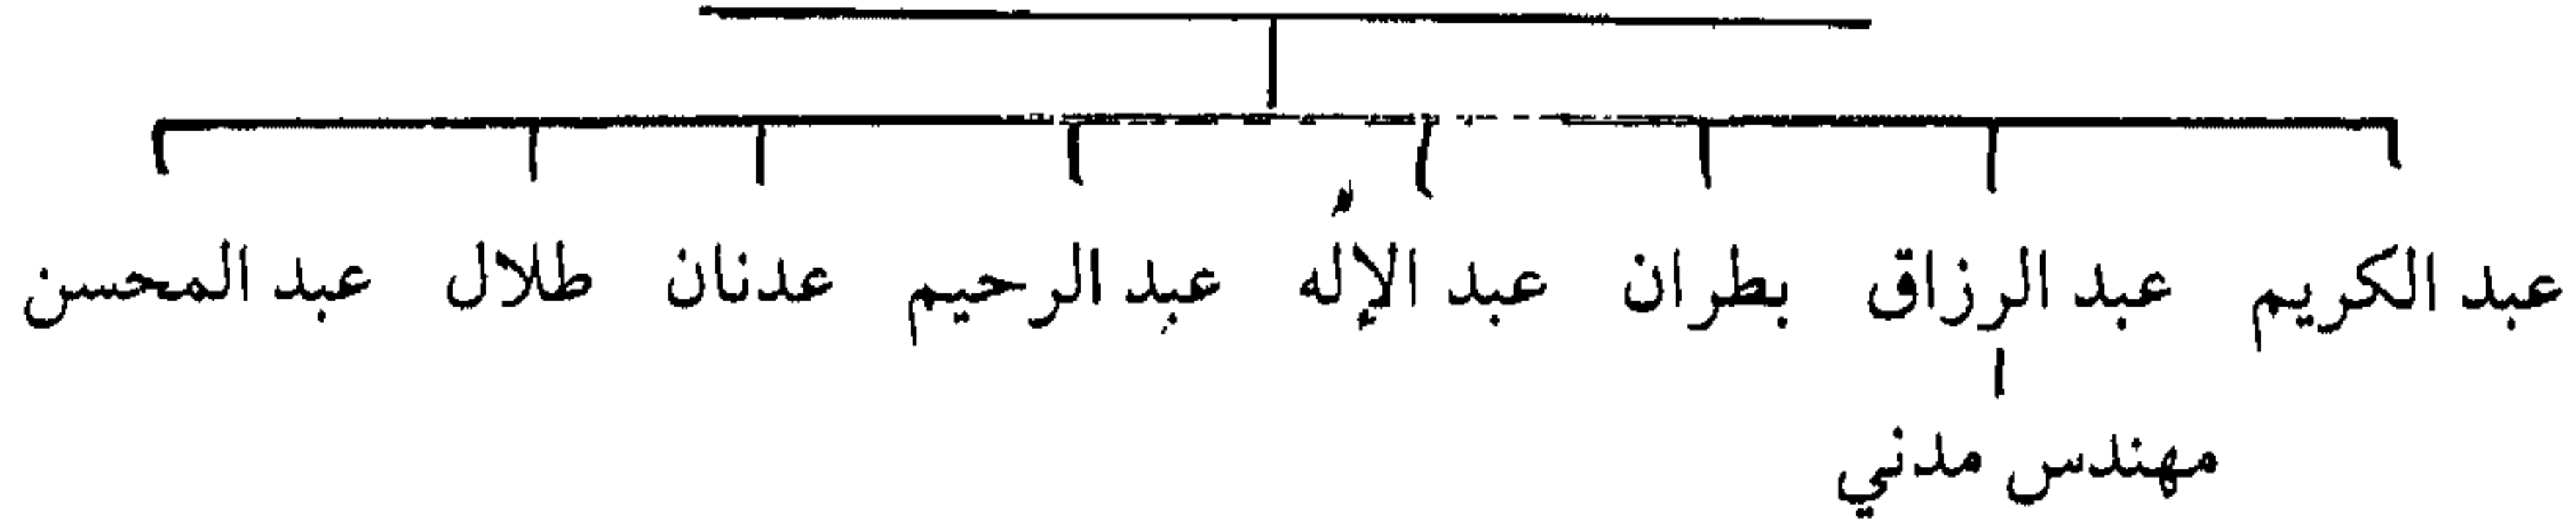 عبد الكريم عبد الرزاق بطران عبد الإله عبد الرحيم عدنان طلال عبد المحسن
مهندس مدني